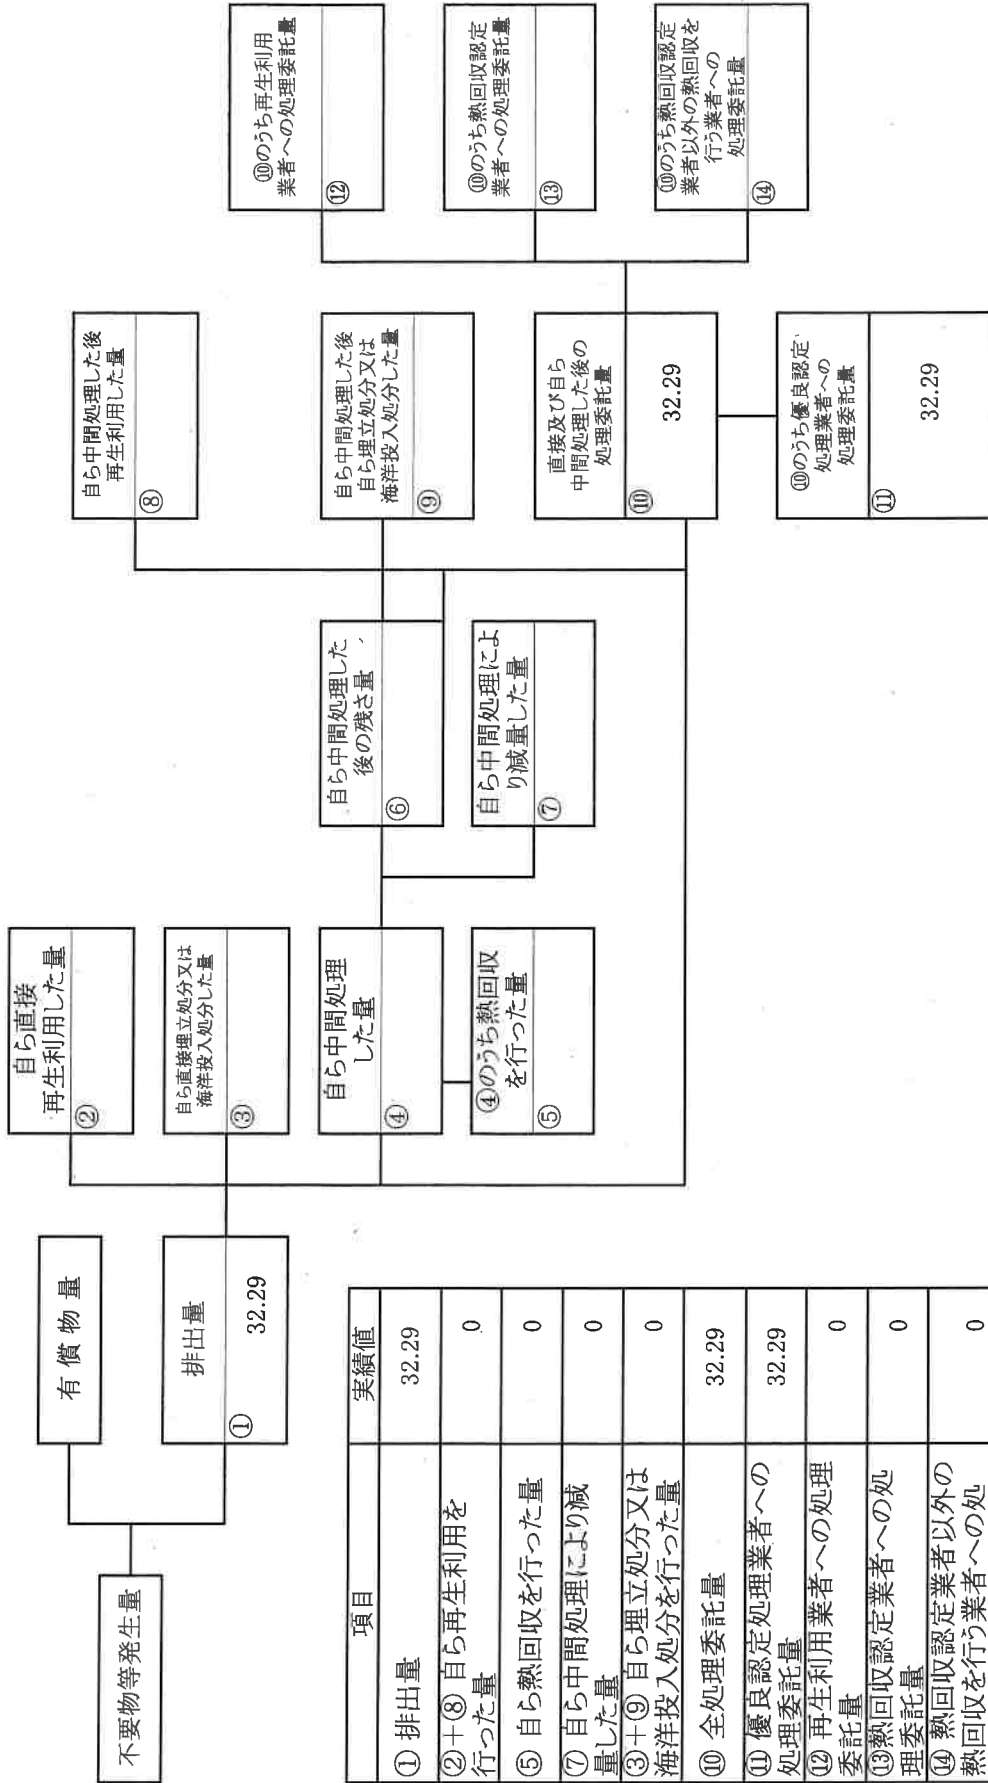 不要物等発生量
有償物量
排出量
①
32.29
自ら直接
再生利用した量
②
自ら直接埋立処分又は
海洋投入処分した量
③
自ら中間処理
した量
④
④のうち熱回収
を行った量
⑤
自ら中間処理した
後の残さ量
⑥
自ら中間処理によ
り減量した量
⑦
自ら中間処理した後
再生利用した量
⑧
自ら中間処理した後
自ら埋立処分又は
海洋投入処分した量
⑨
直接及び自ら
中間処理した後の
処理委託量
⑩
32.29
⑩のうち優良認定
処理業者への
処理委託量
⑪
32.29
⑩のうち再生利用
業者への処理委託量
⑫
⑩のうち熱回収認定
業者への処理委託量
⑬
⑩のうち熱回収認定
業者以外の熱回収を
行う業者への
処理委託量
⑭
項目 実績値
① 排出量 32.29
②+⑧ 自ら再生利用を
行った量 0
⑤ 自ら熱回収を行った量 0
⑦ 自ら中間処理により減
量した量 0
③+⑨ 自ら埋立処分又は
海洋投入処分を行った量 0
⑩ 全処理委託量 32.29
⑪ 優良認定処理業者への
処理委託量 32.29
⑫ 再生利用業者への処理
委託量 0
⑬熱回収認定業者への処
理委託量 0
⑭ 熱回収認定業者以外の
熱回収を行う業者への処 0